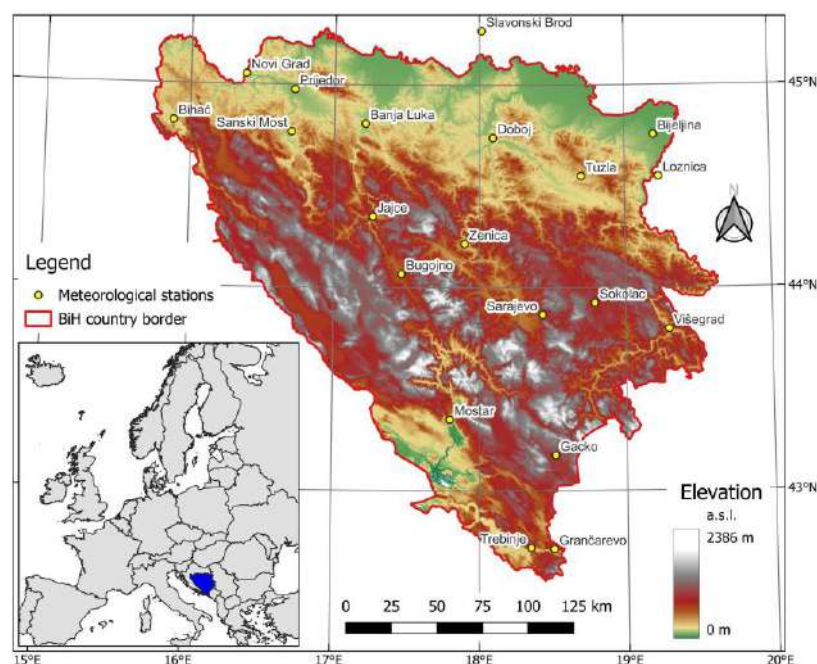 Slavonski Brod
Novi Grad
45°N
Prijedor
Bihać
Banja Luka
Sanski Most
Doboj
Bijeljina
Tuzla
Loznica
N
Jajce
Zenica
Legend
Bugojno
Meteorological stations
44°N
Sokolac
Sarajevo
BiH country border
Višegrad
Mostar
Gacko
43°N
Elevation
a.s.l.
2386 m
Trebinje
Grančarevo
0 25 50 75 100 125 km
0 m
15°E 16°E 17°E 18°E 19°E 20°E